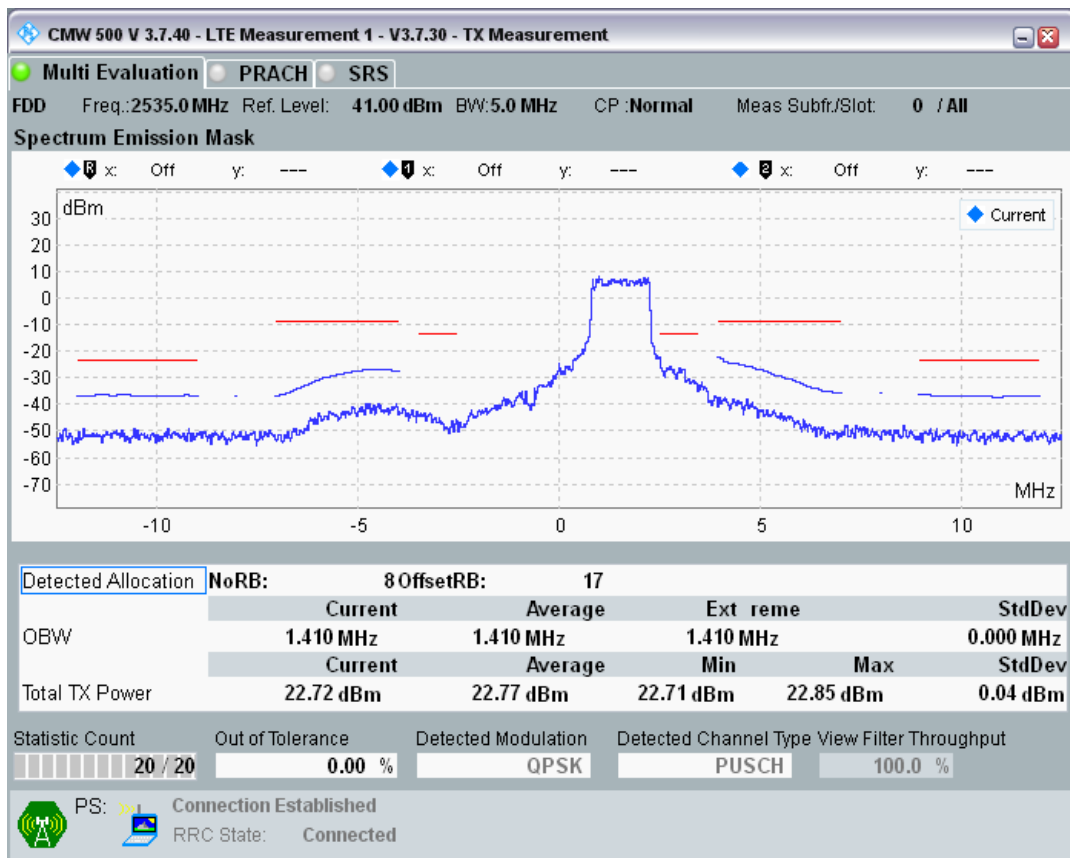 CMW 500 V 3.7.40 - LTE Measurement 1 - V3.7.30 - TX Measurement
Multi Evaluation PRACH SRS
FDD Freq.:2535.0 MHz Ref. Level: 41.00 dBm BW:5.0 MHz CP :Normal Meas Subfr./Slot: 0 / All
Spectrum Emission Mask
R x: Off y: --- 1 x: Off y: --- 2 x: Off y: ---
dBm
Current
30
20
10
0
-10
-20
-30
-40
-50
-60
-70
MHz
-10 -5 0 5 10
Detected Allocation NoRB: 8 OffsetRB: 17
Current Average Ext reme StdDev
OBW 1.410 MHz 1.410 MHz 1.410 MHz 0.000 MHz
Current Average Min Max StdDev
Total TX Power 22.72 dBm 22.77 dBm 22.71 dBm 22.85 dBm 0.04 dBm
Statistic Count Out of Tolerance Detected Modulation Detected Channel Type View Filter Throughput
20 / 20 0.00 % QPSK PUSCH 100.0 %
PS: Connection Established
RRC State: Connected